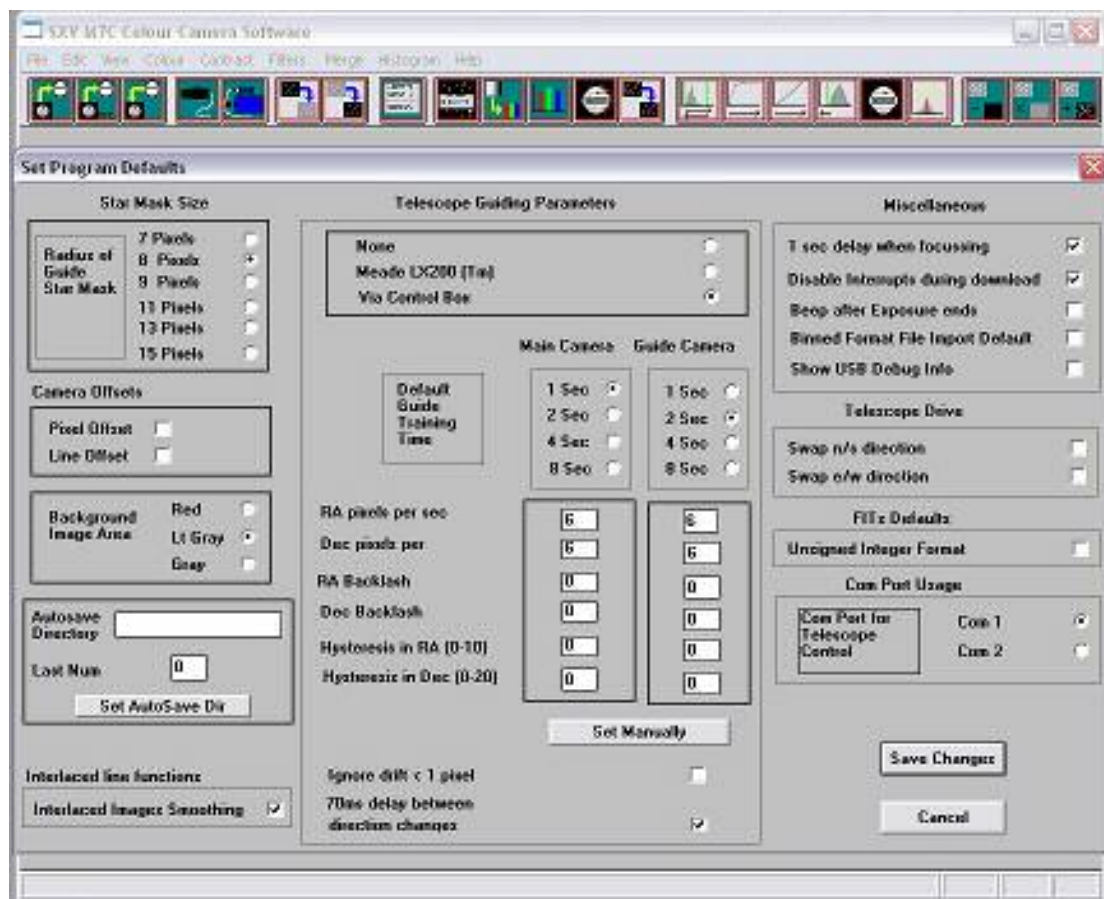 SXV M7C Colour Camera Software
File Edit View Colour Contrast Filters Merge Histogram Help
Set Program Defaults
Star Mask Size
Radius of
Guide
Star Mask
7 Pixels
8 Pixels
9 Pixels
11 Pixels
13 Pixels
15 Pixels
Camera Offsets
Pixel Offset
Line Offset
Background
Image Area
Red
Lt Gray
Gray
Autosave
Directory
Last Num
0
Set AutoSave Dir
Interlaced line functions
Interlaced Images Smoothing
Telescope Guiding Parameters
None
Meade LX200 (Tm)
Via Control Box
Main Camera Guide Camera
Default
Guide
Training
Time
1 Sec 1 Sec
2 Sec 2 Sec
4 Sec 4 Sec
8 Sec 8 Sec
RA pixels per sec 6 6
Dec pixels per 6 6
RA Backlash 0 0
Dec Backlash 0 0
Hysteresis in RA (0-10) 0 0
Hysteresis in Dec (0-20) 0 0
Set Manually
Ignore drift < 1 pixel
70ms delay between
direction changes
Miscellaneous
1 sec delay when focussing
Disable Interrupts during download
Beep after Exposure ends
Binned Format File Import Default
Show USB Debug Info
Telescope Drive
Swap n/s direction
Swap e/w direction
FITs Defaults
Unsigned Integer Format
Com Port Usage
Com Port for
Telescope
Control
Com 1
Com 2
Save Changes
Cancel